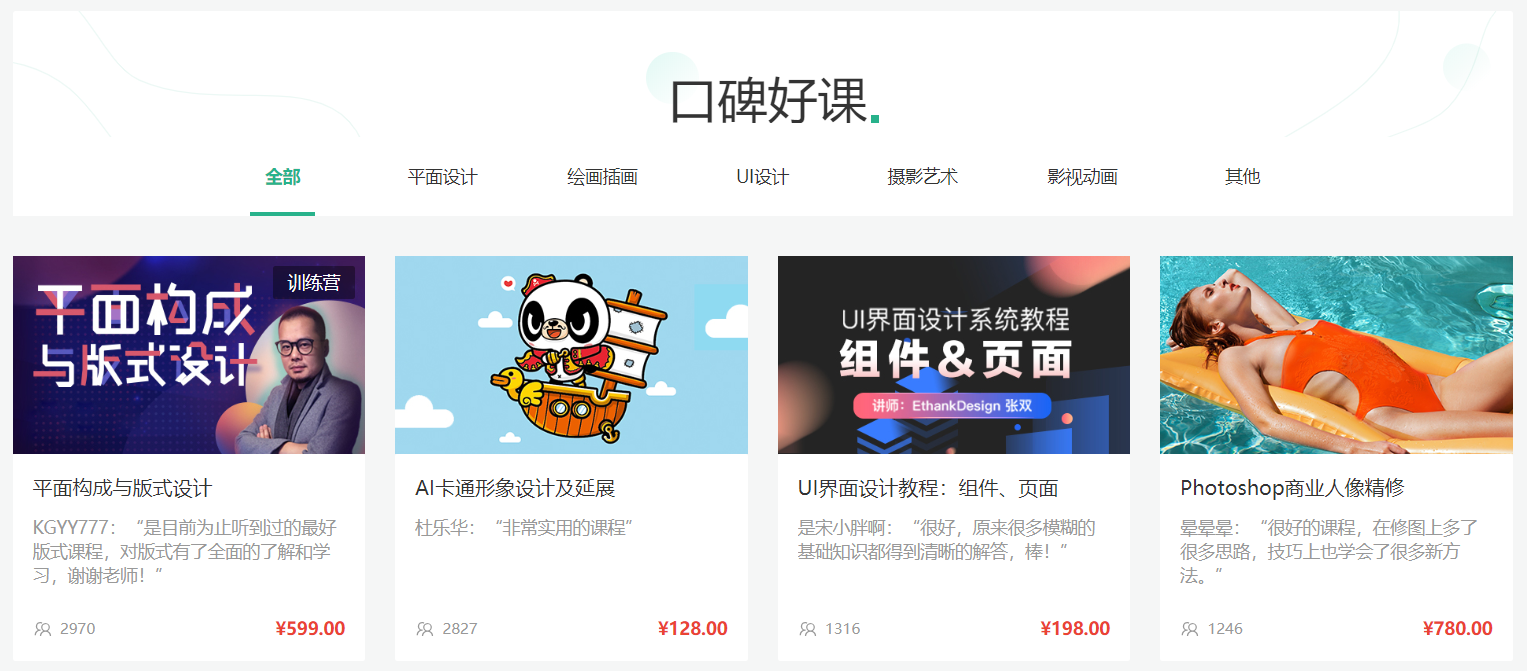 口碑好课.
全部
平面设计
绘画插画
UI设计
摄影艺术
影视动画
其他
训练营
平面构成
与版式设计
平面构成与版式设计
KGYY777：“是目前为止听到过的最好
版式课程，对版式有了全面的了解和学
习，谢谢老师！”
2970
¥599.00
AI卡通形象设计及延展
杜乐华：“非常实用的课程”
2827
¥128.00
UI界面设计系统教程
组件&页面
讲师：EthankDesign 张双
UI界面设计教程：组件、页面
是宋小胖啊：“很好，原来很多模糊的
基础知识都得到清晰的解答，棒！”
1316
¥198.00
Photoshop商业人像精修
晕晕晕：“很好的课程，在修图上多了
很多思路，技巧上也学会了很多新方
法。”
1246
¥780.00